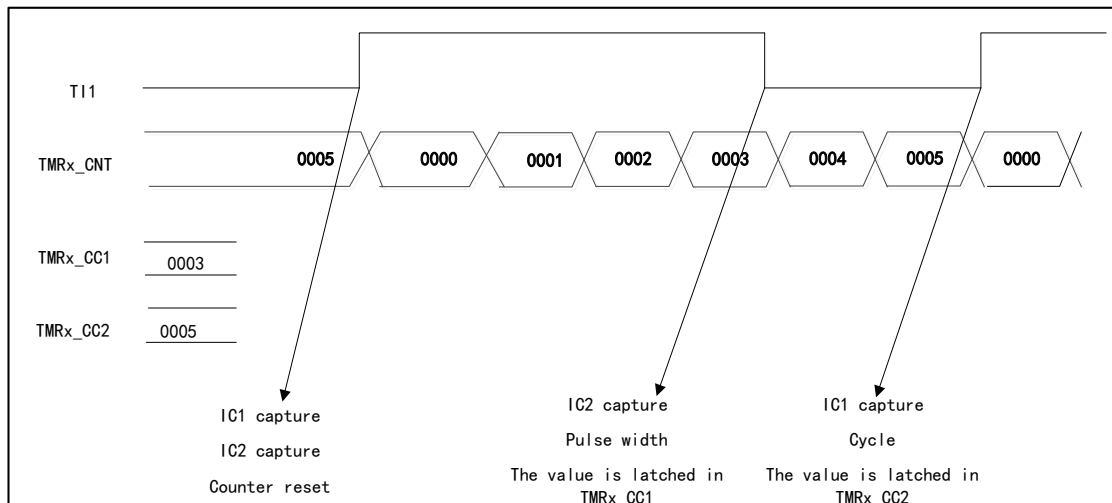 TI1
TMRx_CNT
0005 0000 0001 0002 0003 0004 0005 0000
TMRx_CC1
0003
TMRx_CC2
0005
IC1 capture
IC2 capture
Counter reset
IC2 capture
Pulse width
The value is latched in
TMRx_CC1
IC1 capture
Cycle
The value is latched in
TMRx_CC2